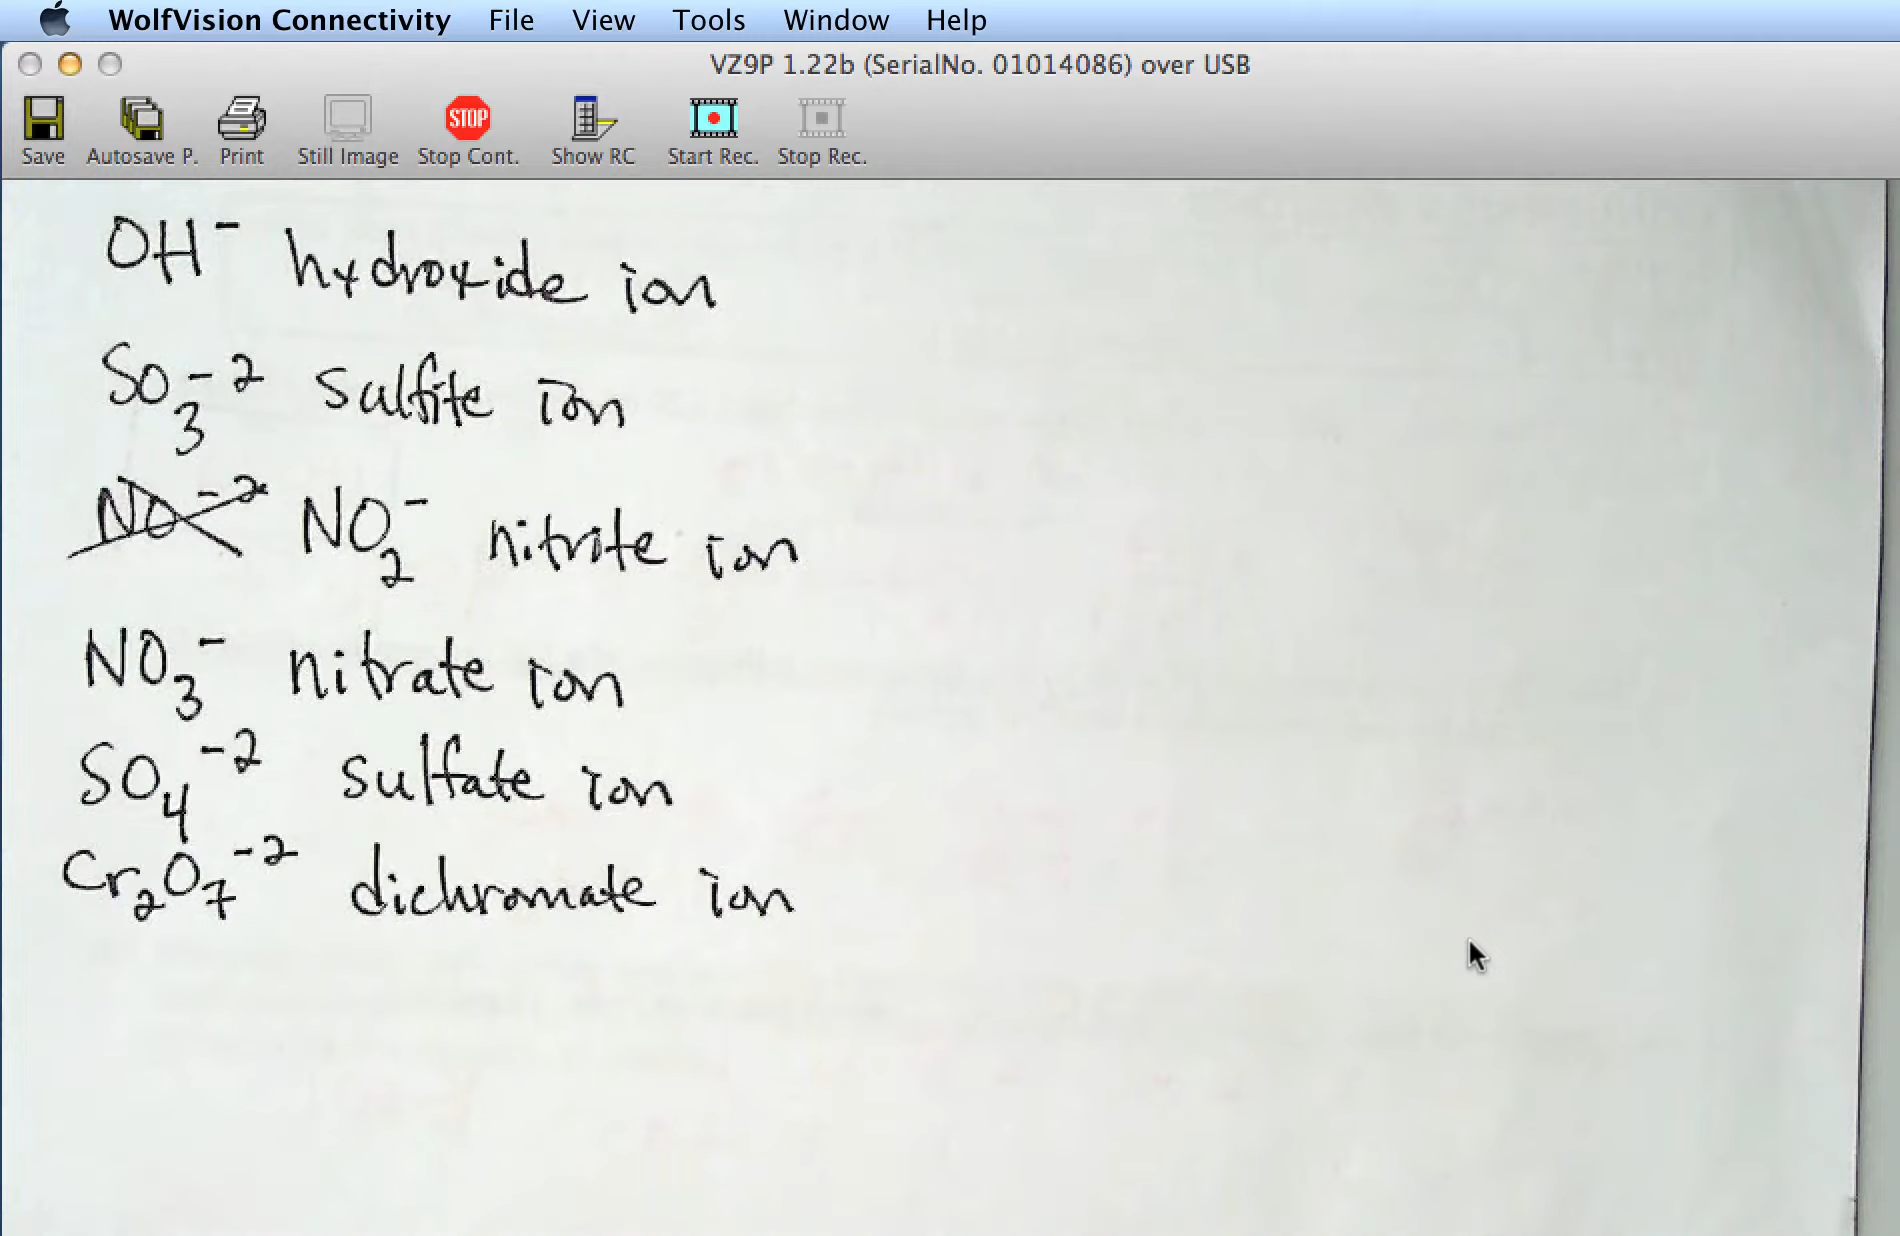 WolfVision Connectivity File View Tools Window Help
VZ9P 1.22b (SerialNo. 01014086) over USB
STOP
Save Autosave P. Print Still Image Stop Cont. Show RC Start Rec. Stop Rec.
OH⁻ hydroxide ion
SO₃⁻² sulfite ion
NO⁻² NO₂⁻ nitrite ion
NO₃⁻ nitrate ion
SO₄⁻² sulfate ion
Cr₂O₇⁻² dichromate ion